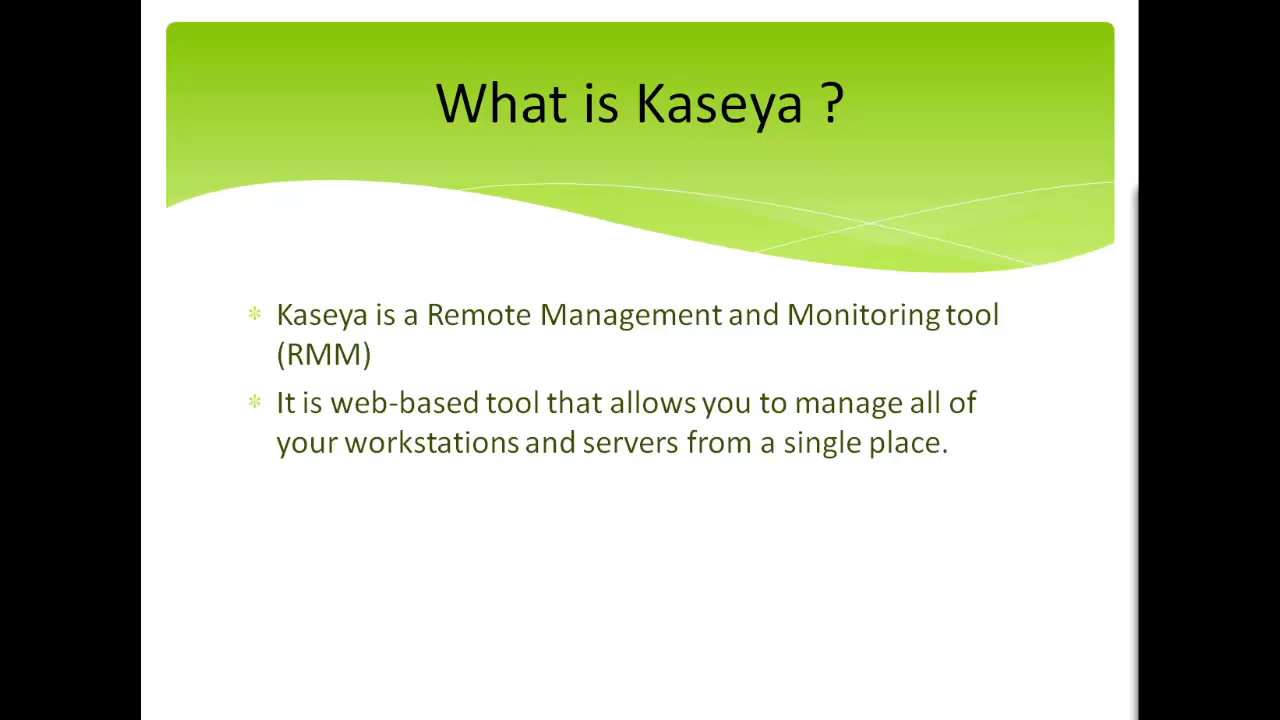 What is Kaseya ?
* Kaseya is a Remote Management and Monitoring tool
(RMM)
* It is web-based tool that allows you to manage all of
your workstations and servers from a single place.